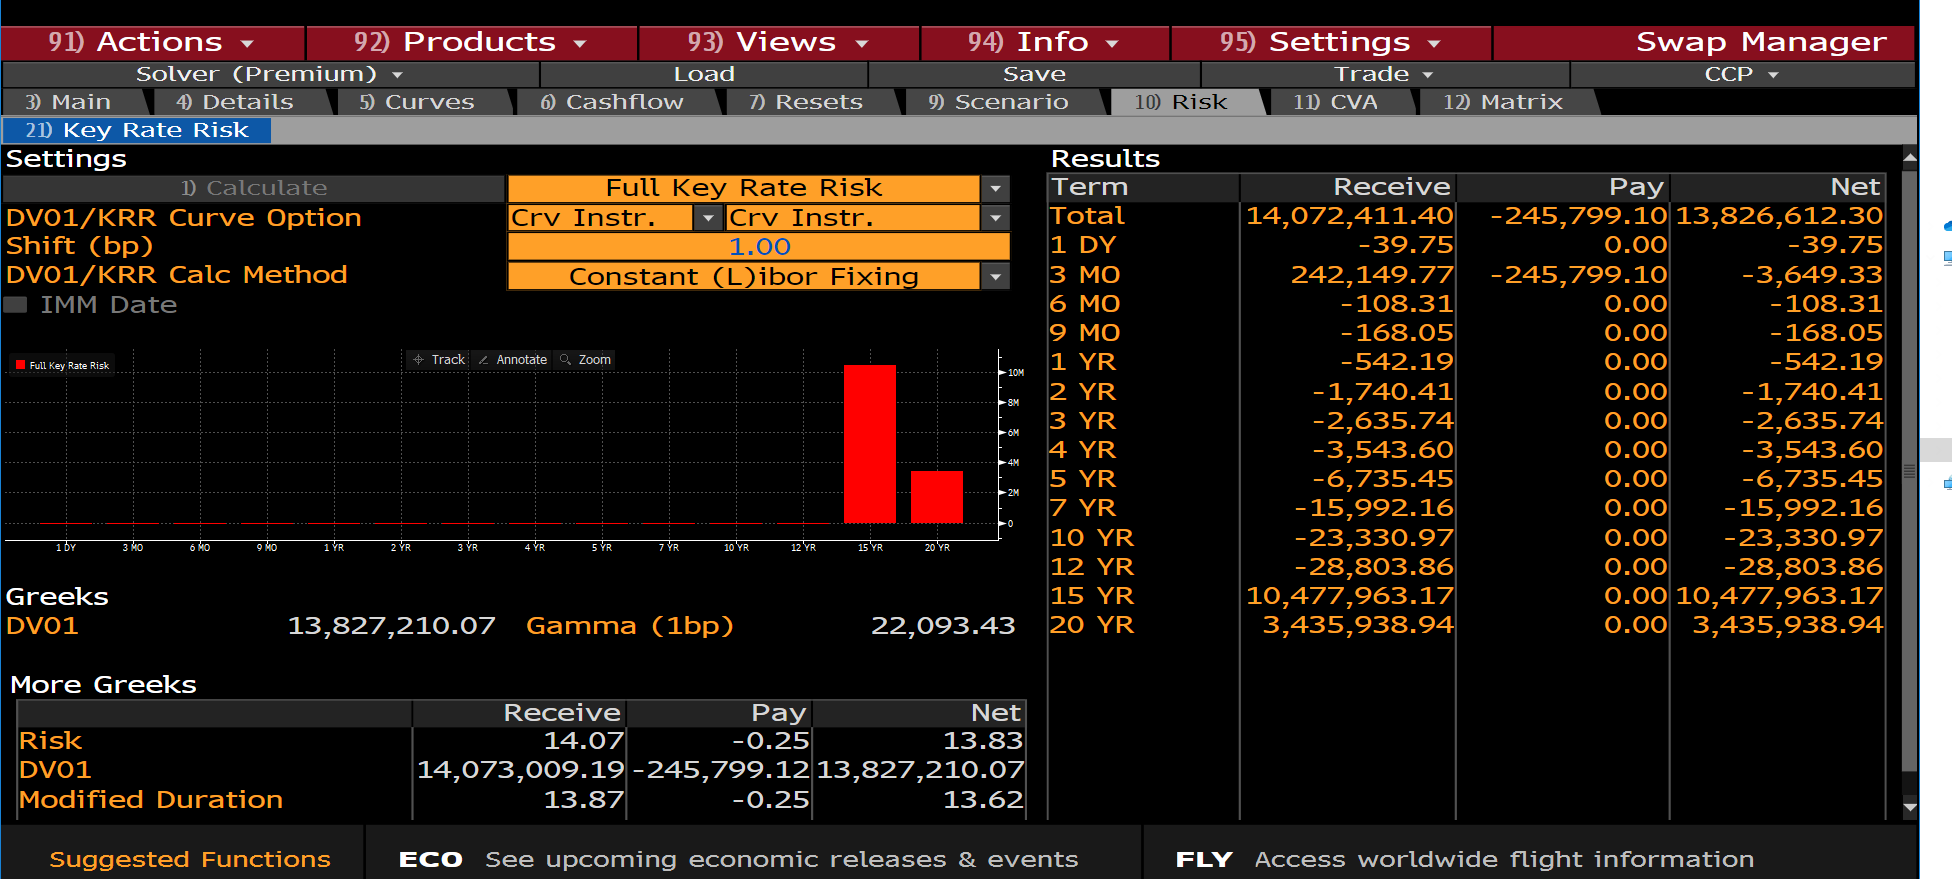 91) Actions 92) Products 93) Views 94) Info 95) Settings Swap Manager
Solver (Premium) Load Save Trade CCP
3) Main 4) Details 5) Curves 6) Cashflow 7) Resets 9) Scenario 10) Risk 11) CVA 12) Matrix
21) Key Rate Risk
Settings
1) Calculate Full Key Rate Risk
DV01/KRR Curve Option Crv Instr. Crv Instr.
Shift (bp) 1.00
DV01/KRR Calc Method Constant (L)ibor Fixing
IMM Date
Full Key Rate Risk
Track Annotate Zoom
10M
8M
6M
4M
2M
0
1 DY 3 MO 6 MO 9 MO 1 YR 2 YR 3 YR 4 YR 5 YR 7 YR 10 YR 12 YR 15 YR 20 YR
Greeks
DV01 13,827,210.07 Gamma (1bp) 22,093.43
More Greeks
Receive Pay Net
Risk 14.07 -0.25 13.83
DV01 14,073,009.19 -245,799.12 13,827,210.07
Modified Duration 13.87 -0.25 13.62
Results
Term Receive Pay Net
Total 14,072,411.40 -245,799.10 13,826,612.30
1 DY -39.75 0.00 -39.75
3 MO 242,149.77 -245,799.10 -3,649.33
6 MO -108.31 0.00 -108.31
9 MO -168.05 0.00 -168.05
1 YR -542.19 0.00 -542.19
2 YR -1,740.41 0.00 -1,740.41
3 YR -2,635.74 0.00 -2,635.74
4 YR -3,543.60 0.00 -3,543.60
5 YR -6,735.45 0.00 -6,735.45
7 YR -15,992.16 0.00 -15,992.16
10 YR -23,330.97 0.00 -23,330.97
12 YR -28,803.86 0.00 -28,803.86
15 YR 10,477,963.17 0.00 10,477,963.17
20 YR 3,435,938.94 0.00 3,435,938.94
Suggested Functions ECO See upcoming economic releases & events FLY Access worldwide flight information